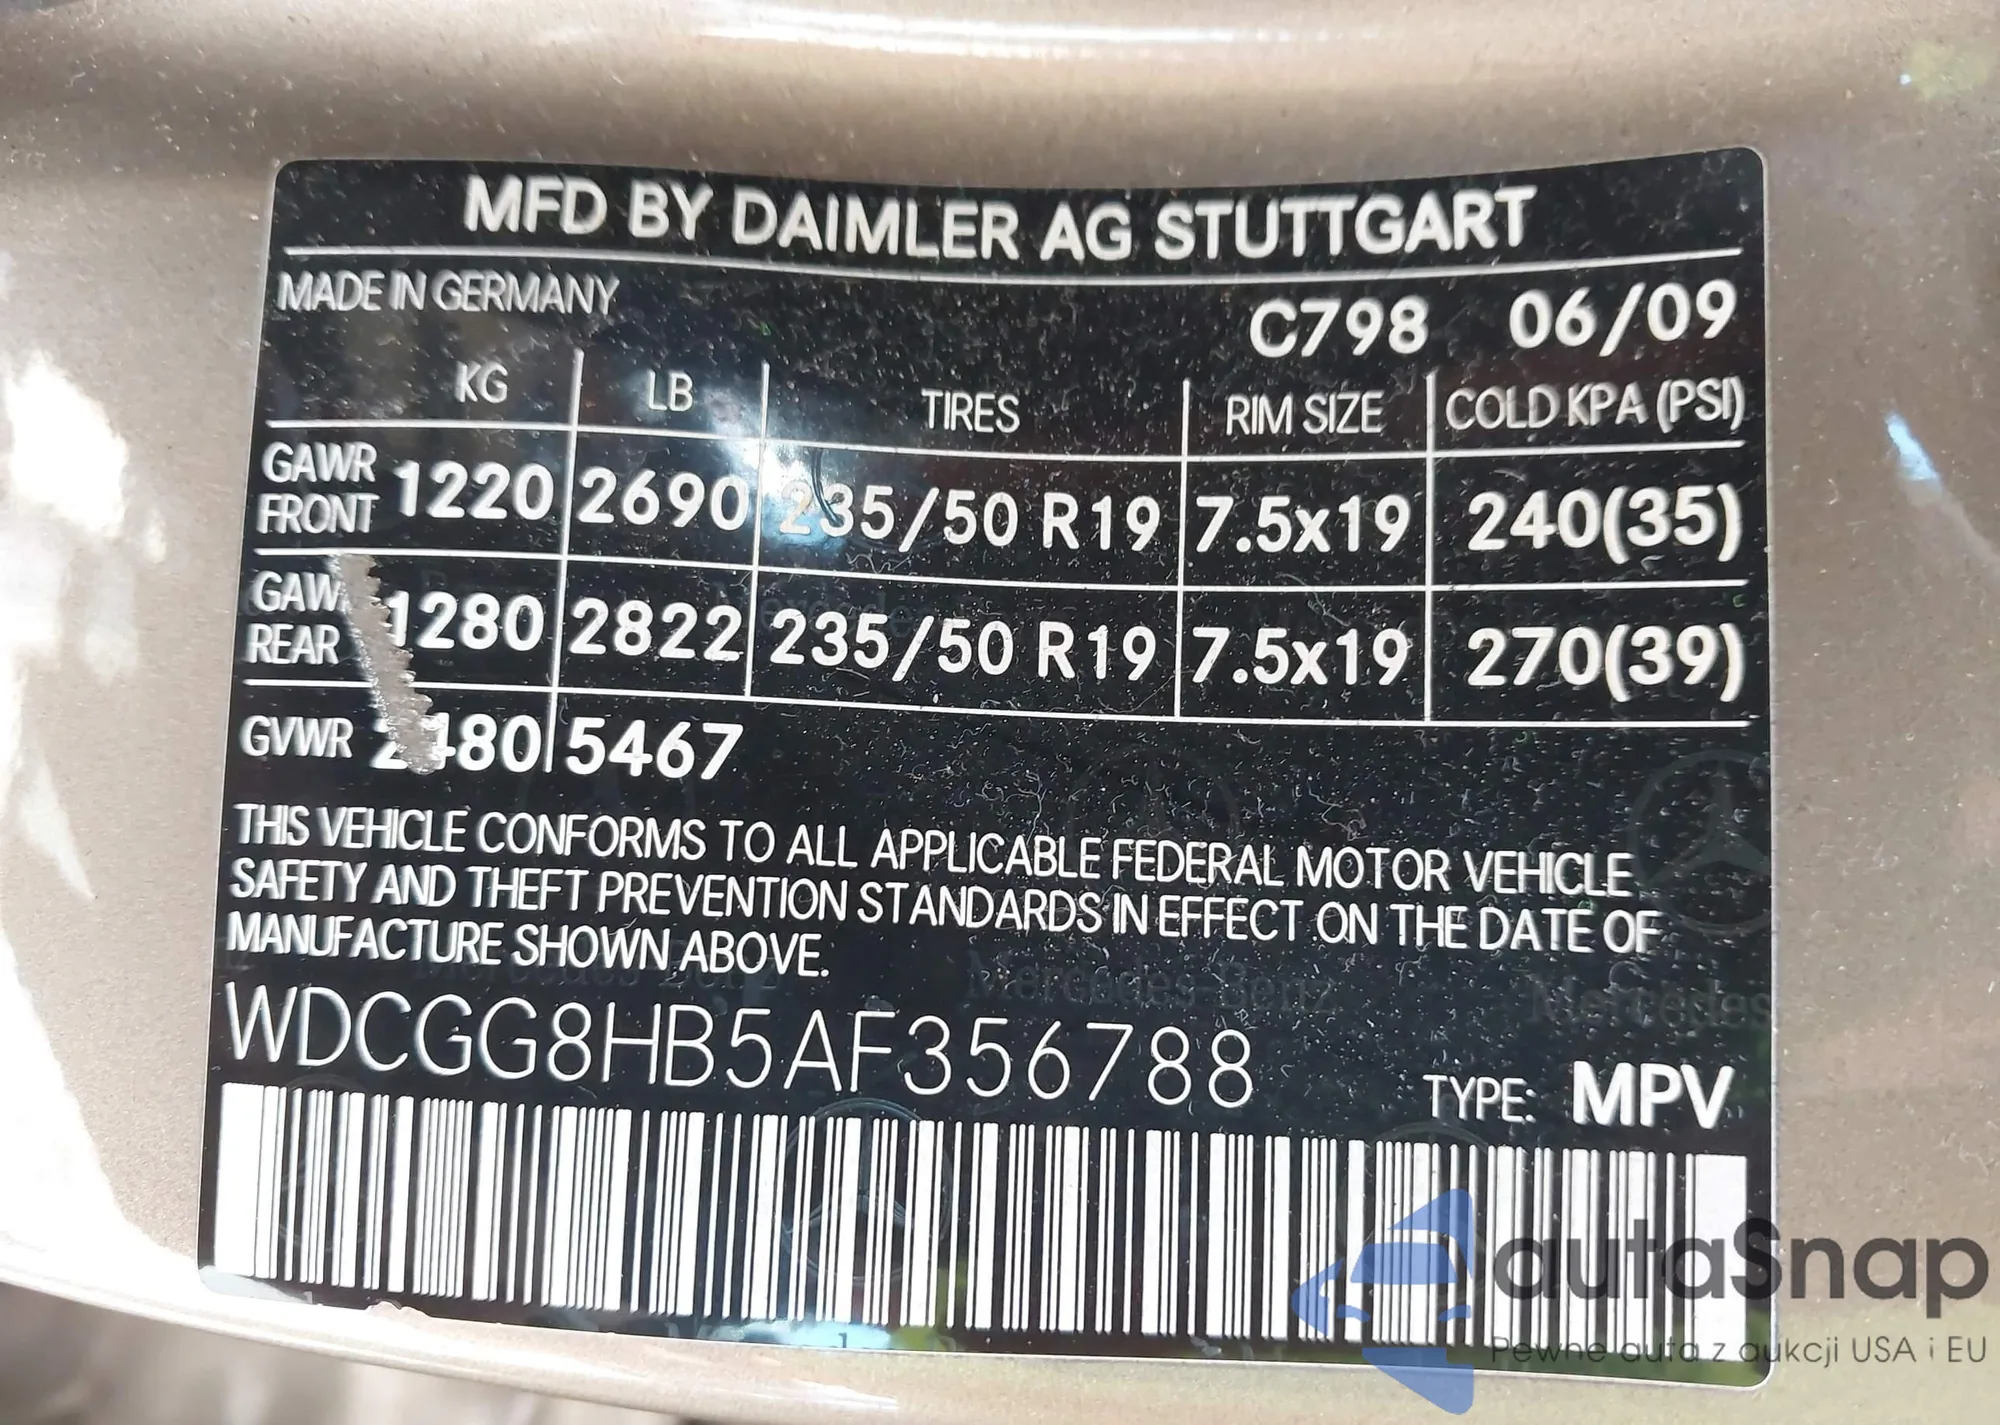 MFD BY DAIMLER AG STUTTGART
MADE IN GERMANY
C798 06/09
KG LB TIRES RIM SIZE COLD KPA (PSI)
GAWR FRONT 1220 2690 235/50 R19 7.5x19 240(35)
REAR 1280 2822 235/50 R19 7.5x19 270(39)
GVWR 5467
THIS VEHICLE CONFORMS TO ALL APPLICABLE FEDERAL MOTOR VEHICLE
SAFETY AND THEFT PREVENTION STANDARDS IN EFFECT ON THE DATE OF
MANUFACTURE SHOWN ABOVE.
WDCGG8HB5AF356788
TYPE: MPV
autaSnap
Pewne auta z aukcji USA i EU